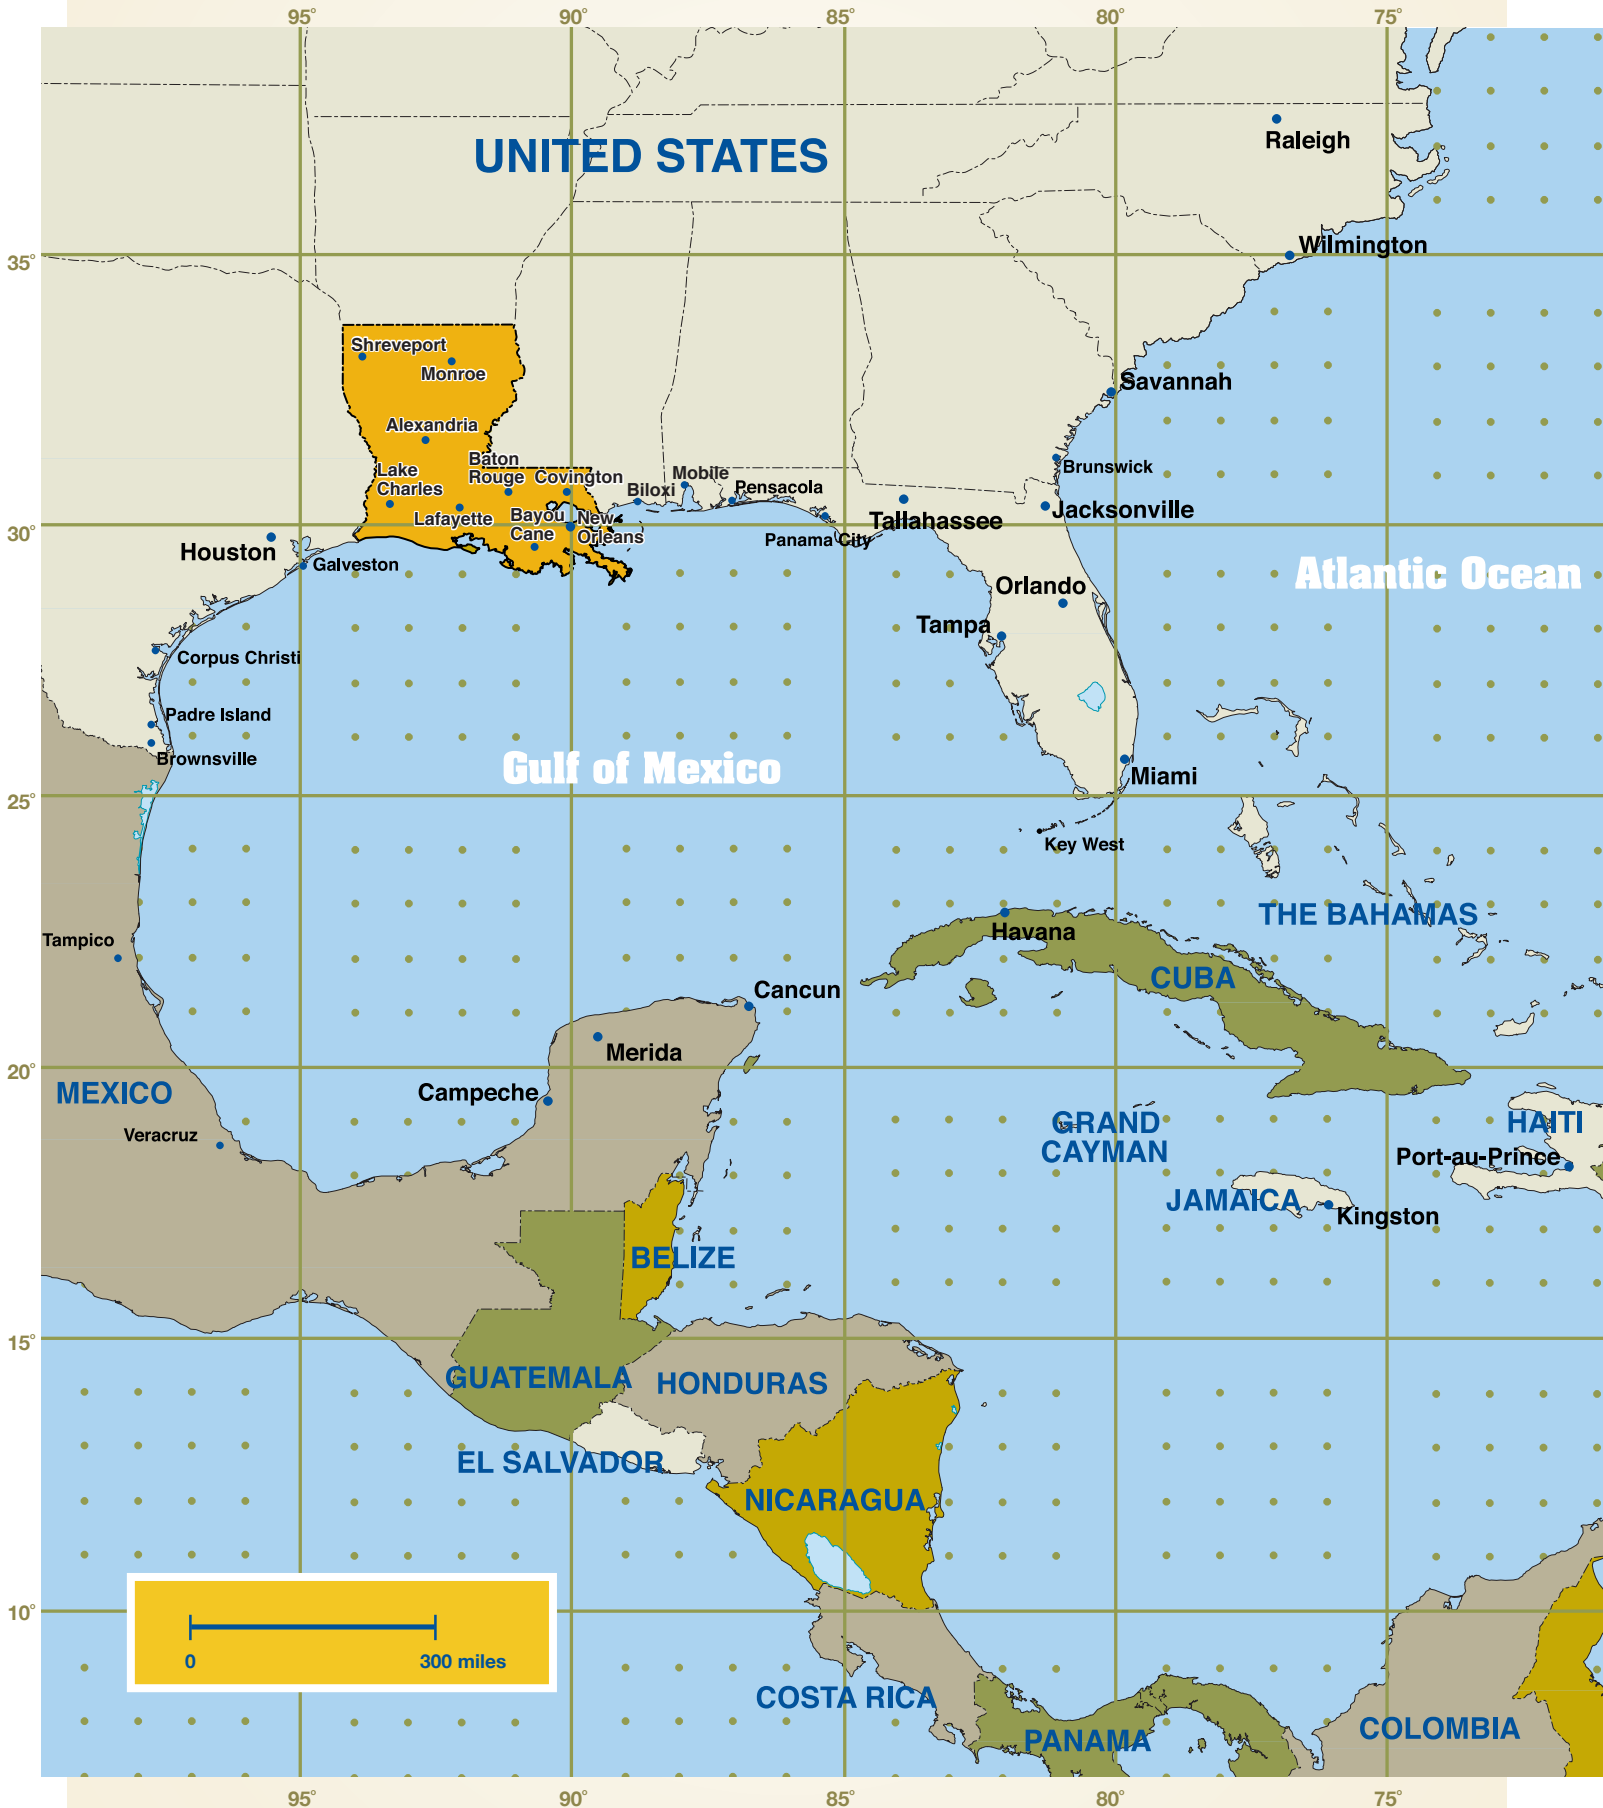 95°
90°
85°
80°
75°
Raleigh
UNITED STATES
Wilmington
35°
Shreveport
Monroe
Savannah
Alexandria
Baton
Rouge
Covington
Lake
Charles
Brunswick
Mobile
Biloxi
Pensacola
Lafayette
Bayou
Cane
New
Orleans
Tallahassee
Jacksonville
30°
Panama City
Houston
Galveston
Atlantic Ocean
Orlando
Tampa
Corpus Christi
Padre Island
Brownsville
Gulf of Mexico
Miami
25°
Key West
THE BAHAMAS
Havana
Tampico
CUBA
Cancun
Merida
20°
MEXICO
Campeche
GRAND
CAYMAN
HAITI
Veracruz
Port-au-Prince
JAMAICA
Kingston
BELIZE
15°
GUATEMALA
HONDURAS
EL SALVADOR
NICARAGUA
10°
0
300 miles
COSTA RICA
PANAMA
COLOMBIA
95°
90°
85°
80°
75°